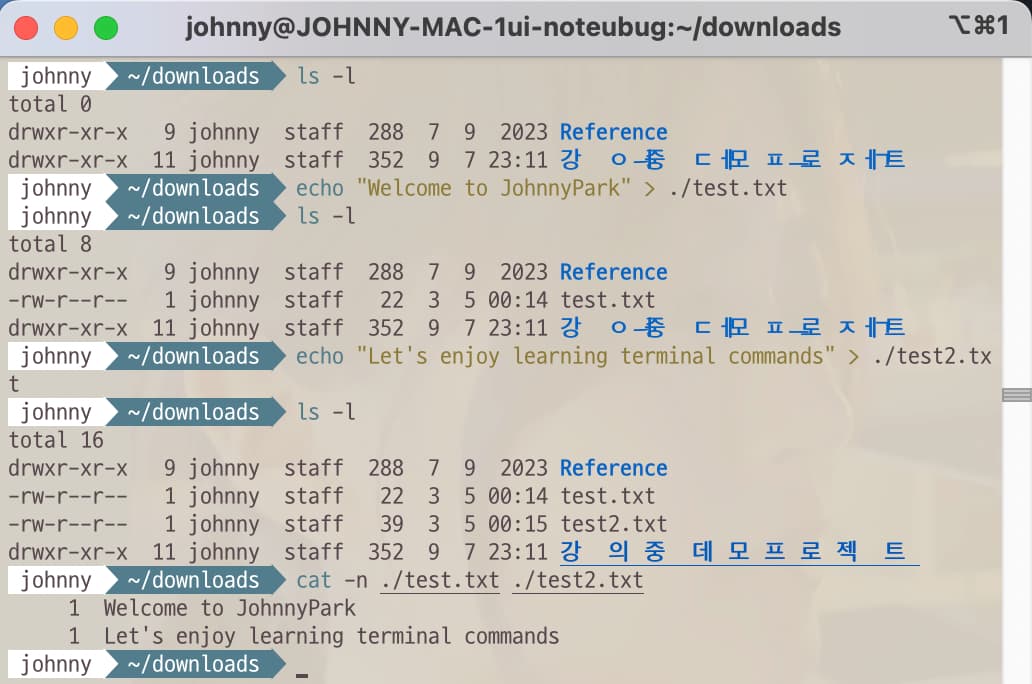 johnny@JOHNNY-MAC-1ui-noteubug:~/downloads ⌥⌘1
johnny ~/downloads ls -l
total 0
drwxr-xr-x 9 johnny staff 288 7 9 2023 Reference
drwxr-xr-x 11 johnny staff 352 9 7 23:11 강의중 데모 프로젝트
johnny ~/downloads echo "Welcome to JohnnyPark" > ./test.txt
johnny ~/downloads ls -l
total 8
drwxr-xr-x 9 johnny staff 288 7 9 2023 Reference
-rw-r--r-- 1 johnny staff 22 3 5 00:14 test.txt
drwxr-xr-x 11 johnny staff 352 9 7 23:11 강의중 데모 프로젝트
johnny ~/downloads echo "Let's enjoy learning terminal commands" > ./test2.tx
t
johnny ~/downloads ls -l
total 16
drwxr-xr-x 9 johnny staff 288 7 9 2023 Reference
-rw-r--r-- 1 johnny staff 22 3 5 00:14 test.txt
-rw-r--r-- 1 johnny staff 39 3 5 00:15 test2.txt
drwxr-xr-x 11 johnny staff 352 9 7 23:11 강의중 데모 프로젝트
johnny ~/downloads cat -n ./test.txt ./test2.txt
1 Welcome to JohnnyPark
1 Let's enjoy learning terminal commands
johnny ~/downloads